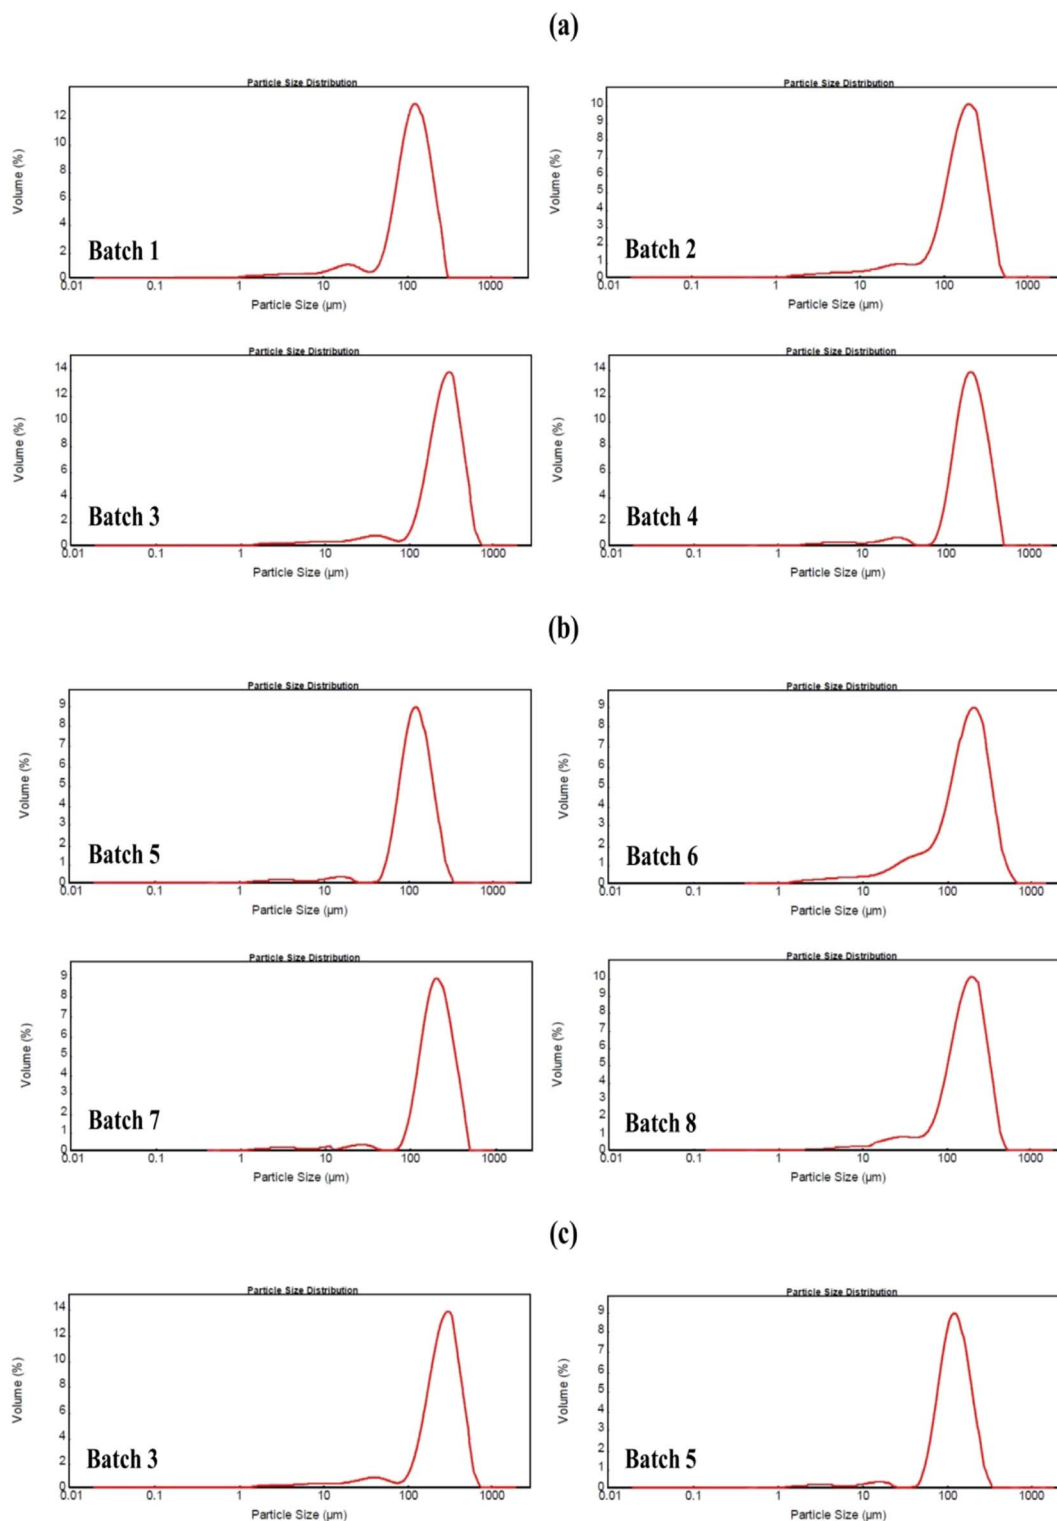 (a)
Particle Size Distribution
Volume (%)
12
10
8
6
4
2
0
Batch 1
0.01 0.1 1 10 100 1000
Particle Size (µm)
Particle Size Distribution
Volume (%)
10
9
8
7
6
5
4
3
2
1
0
Batch 2
0.01 0.1 1 10 100 1000
Particle Size (µm)
Particle Size Distribution
Volume (%)
14
12
10
8
6
4
2
0
Batch 3
0.01 0.1 1 10 100 1000
Particle Size (µm)
Particle Size Distribution
Volume (%)
14
12
10
8
6
4
2
0
Batch 4
0.01 0.1 1 10 100 1000
Particle Size (µm)
(b)
Particle Size Distribution
Volume (%)
9
8
7
6
5
4
3
2
1
0
Batch 5
0.01 0.1 1 10 100 1000
Particle Size (µm)
Particle Size Distribution
Volume (%)
9
8
7
6
5
4
3
2
1
0
Batch 6
0.01 0.1 1 10 100 1000
Particle Size (µm)
Particle Size Distribution
Volume (%)
9
8
7
6
5
4
3
2
1
0
Batch 7
0.01 0.1 1 10 100 1000
Particle Size (µm)
Particle Size Distribution
Volume (%)
10
9
8
7
6
5
4
3
2
1
0
Batch 8
0.01 0.1 1 10 100 1000
Particle Size (µm)
(c)
Particle Size Distribution
Volume (%)
14
12
10
8
6
4
2
0
Batch 3
0.01 0.1 1 10 100 1000
Particle Size (µm)
Particle Size Distribution
Volume (%)
9
8
7
6
5
4
3
2
1
0
Batch 5
0.01 0.1 1 10 100 1000
Particle Size (µm)